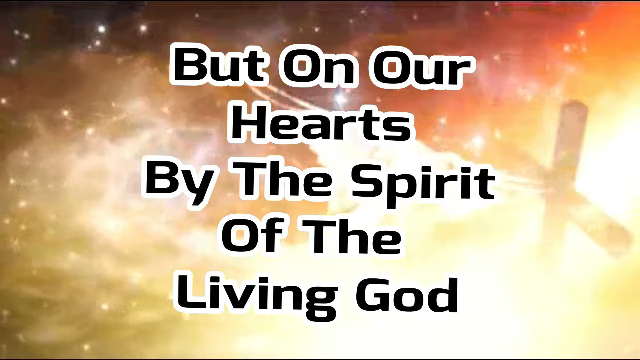 But On Our
Hearts
By The Spirit
Of The
Living God